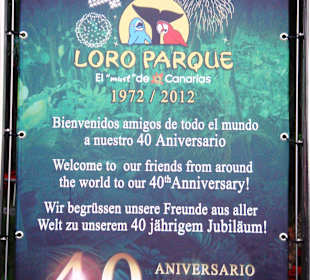 LORO PARQUE
El "must" de Canarias
1972 / 2012
Bienvenidos amigos de todo el mundo
a nuestro 40 Aniversario
Welcome to our friends from around
the world to our 40th Anniversary!
Wir begrüssen unsere Freunde aus aller
Welt zu unserem 40 jährigem Jubiläum!
40 ANIVERSARIO